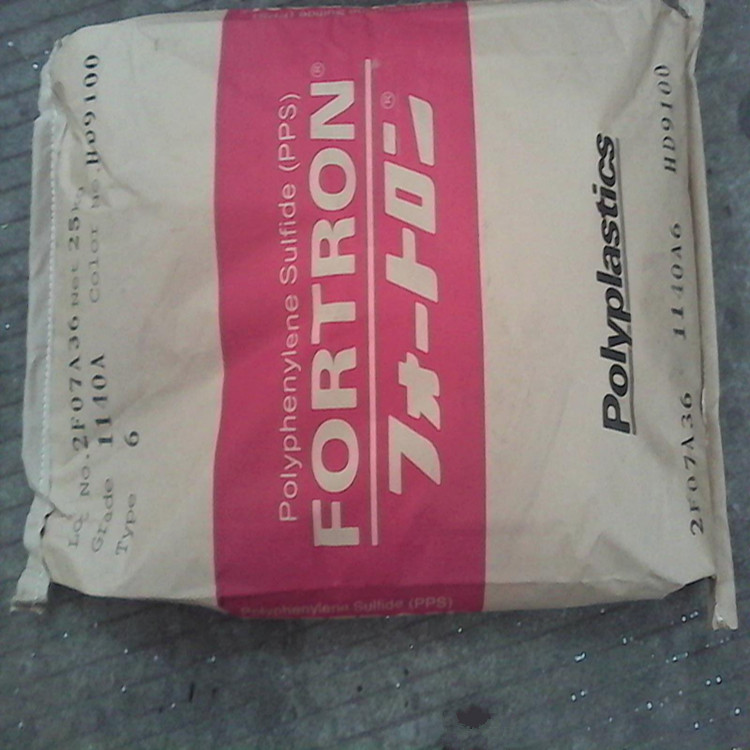 Lot No. 2F07A36 Net 25kg
Grade 1140A Color No. HD9100
Type 6
Polyphenylene Sulfide (PPS)
FORTRON®
フォートロン®
Polyplastics
2F07A36 1140A6 HD9100
Polyphenylene Sulfide (PPS)